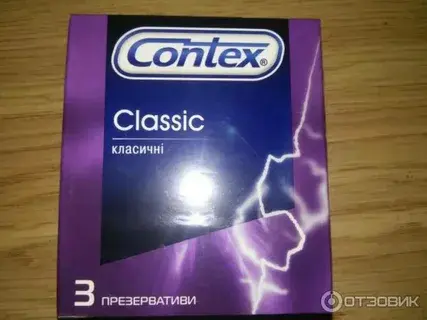 Contex®
Classic
класичні
3 ПРЕЗЕРВАТИВИ
ОТЗОВИК